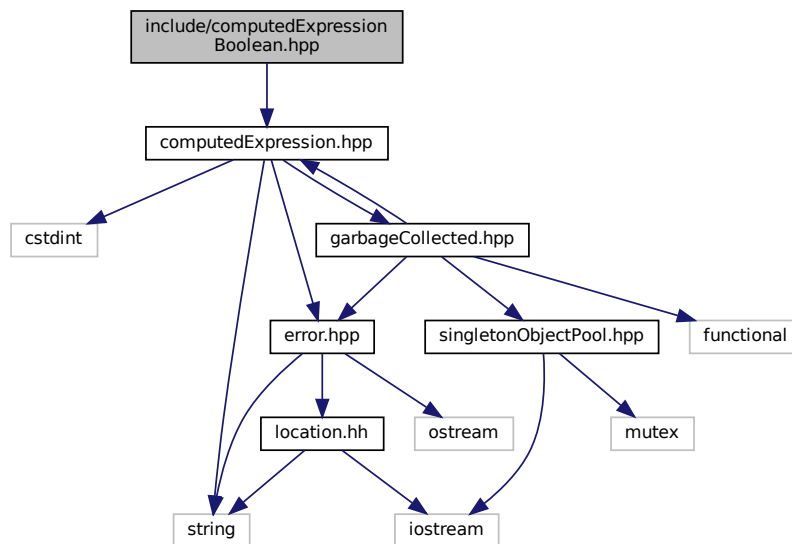 include/computedExpression
Boolean.hpp
computedExpression.hpp
cstdint
garbageCollected.hpp
error.hpp
singletonObjectPool.hpp
functional
location.hh
ostream
mutex
string
iostream